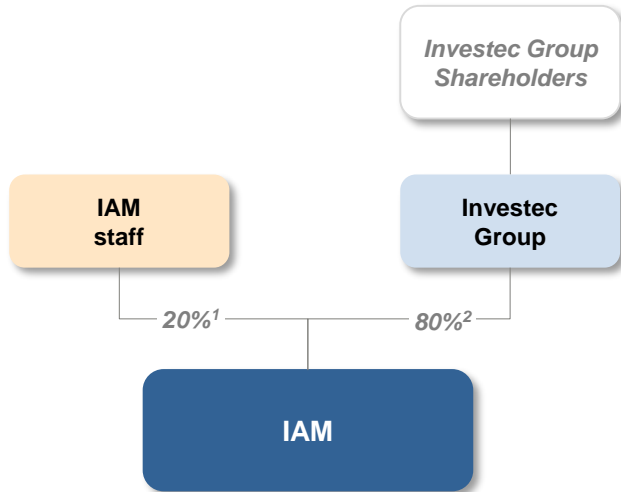 Investec Group
Shareholders
IAM
staff
Investec
Group
20%¹
80%²
IAM